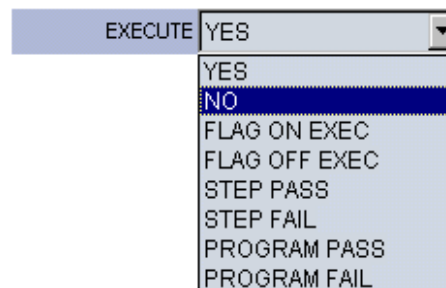 EXECUTE YES
YES
NO
FLAG ON EXEC
FLAG OFF EXEC
STEP PASS
STEP FAIL
PROGRAM PASS
PROGRAM FAIL